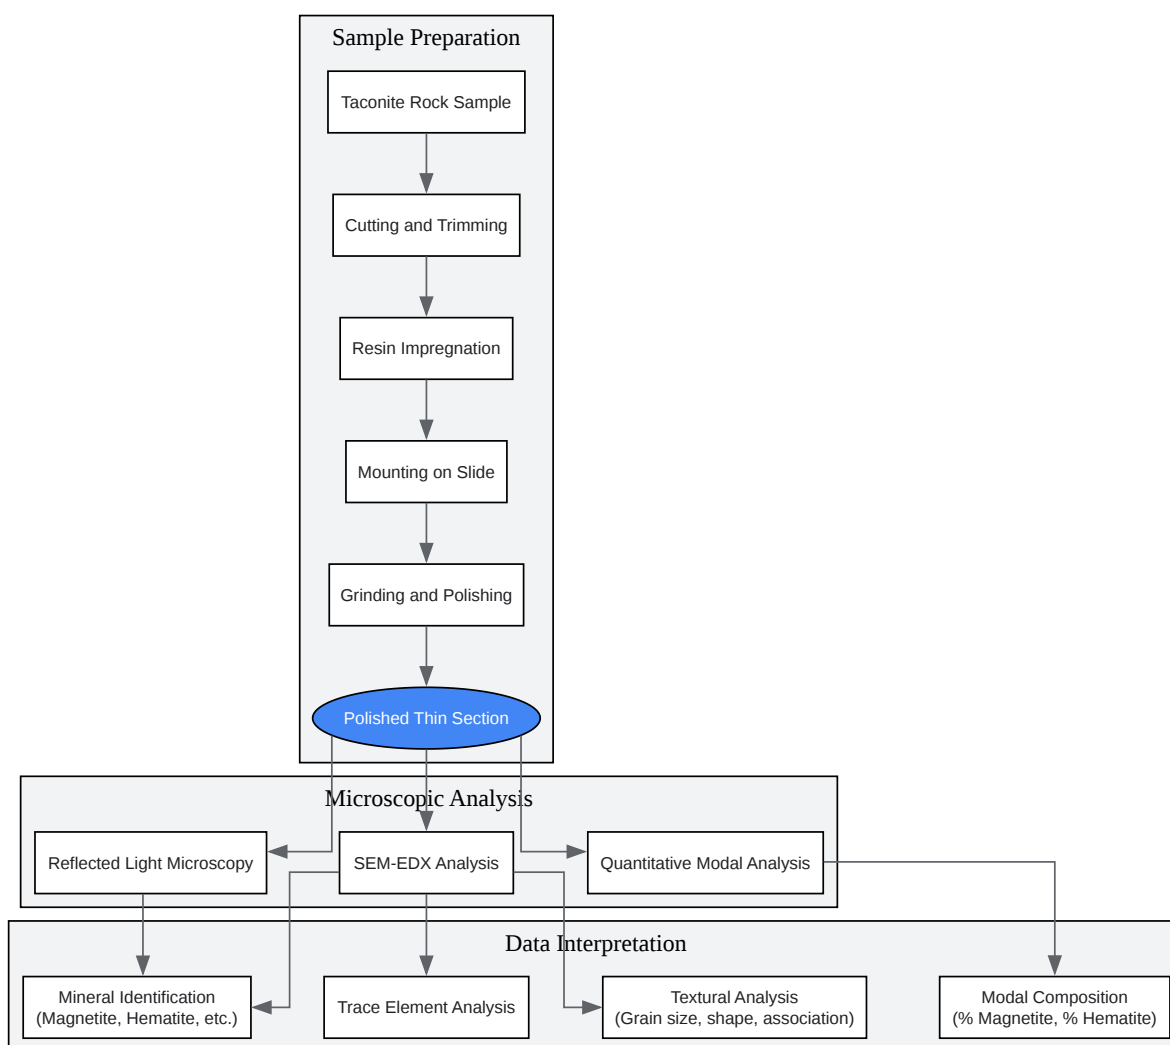 Sample Preparation
Taconite Rock Sample
Cutting and Trimming
Resin Impregnation
Mounting on Slide
Grinding and Polishing
Polished Thin Section
Microscopic Analysis
Reflected Light Microscopy
SEM-EDX Analysis
Quantitative Modal Analysis
Data Interpretation
Mineral Identification
(Magnetite, Hematite, etc.)
Trace Element Analysis
Textural Analysis
(Grain size, shape, association)
Modal Composition
(% Magnetite, % Hematite)